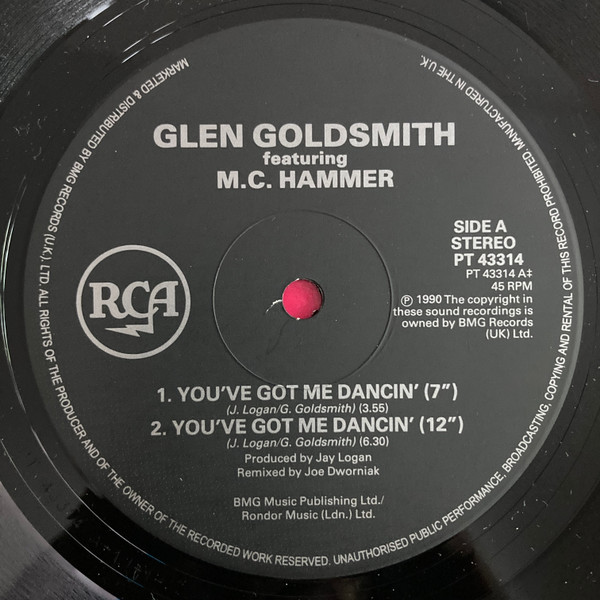 GLEN GOLDSMITH
featuring
M.C. HAMMER
SIDE A
STEREO
PT 43314
PT 43314 A‡
45 RPM
℗ 1990 The copyright in
these sound recordings is
owned by BMG Records
(UK) Ltd.
RCA
1. YOU'VE GOT ME DANCIN' (7")
(J. Logan/G. Goldsmith) (3.55)
2. YOU'VE GOT ME DANCIN' (12")
(J. Logan/G. Goldsmith) (6.30)
Produced by Jay Logan
Remixed by Joe Dworniak
BMG Music Publishing Ltd./
Rondor Music (Ldn.) Ltd.
MARKETED & DISTRIBUTED BY BMG RECORDS (UK), LTD. ALL RIGHTS OF THE PRODUCER AND OF THE OWNER OF THE RECORDED WORK RESERVED. UNAUTHORISED PUBLIC PERFORMANCE, BROADCASTING, COPYING AND RENTAL OF THIS RECORD PROHIBITED. MANUFACTURED IN THE U.K.